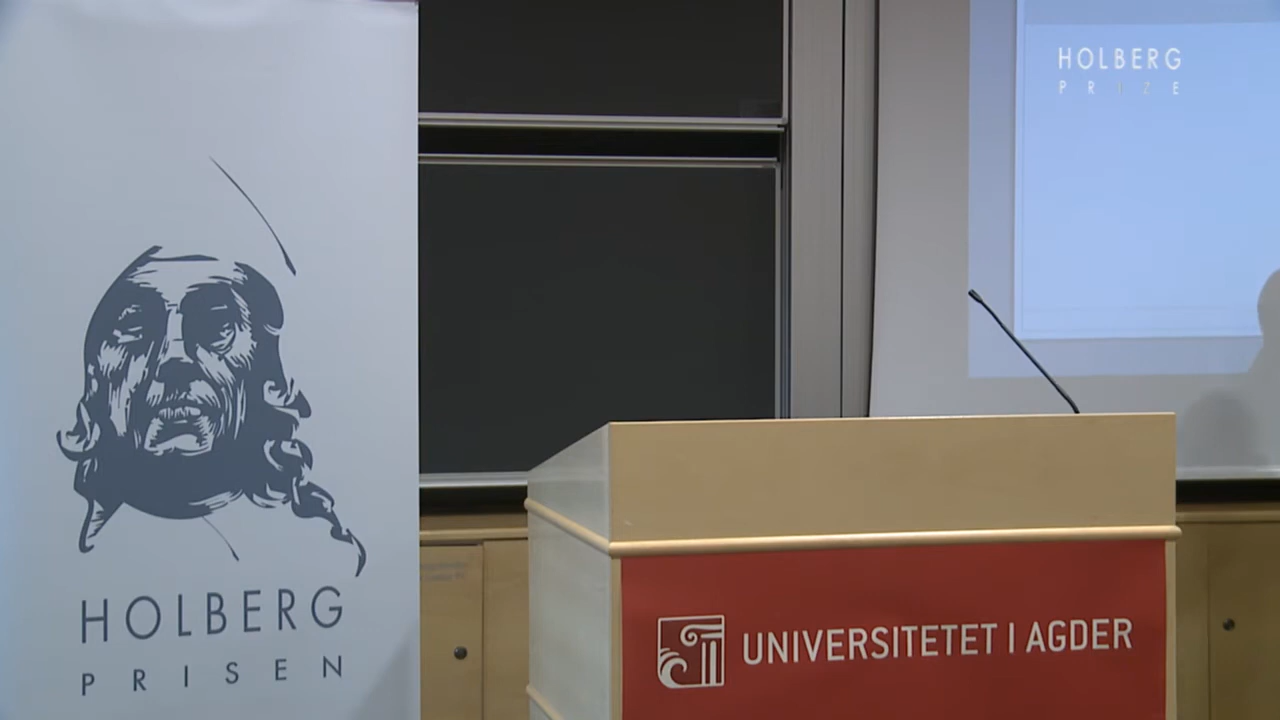 HOLBERG
PRISEN
UNIVERSITETET I AGDER
HOLBERG
PRIZE